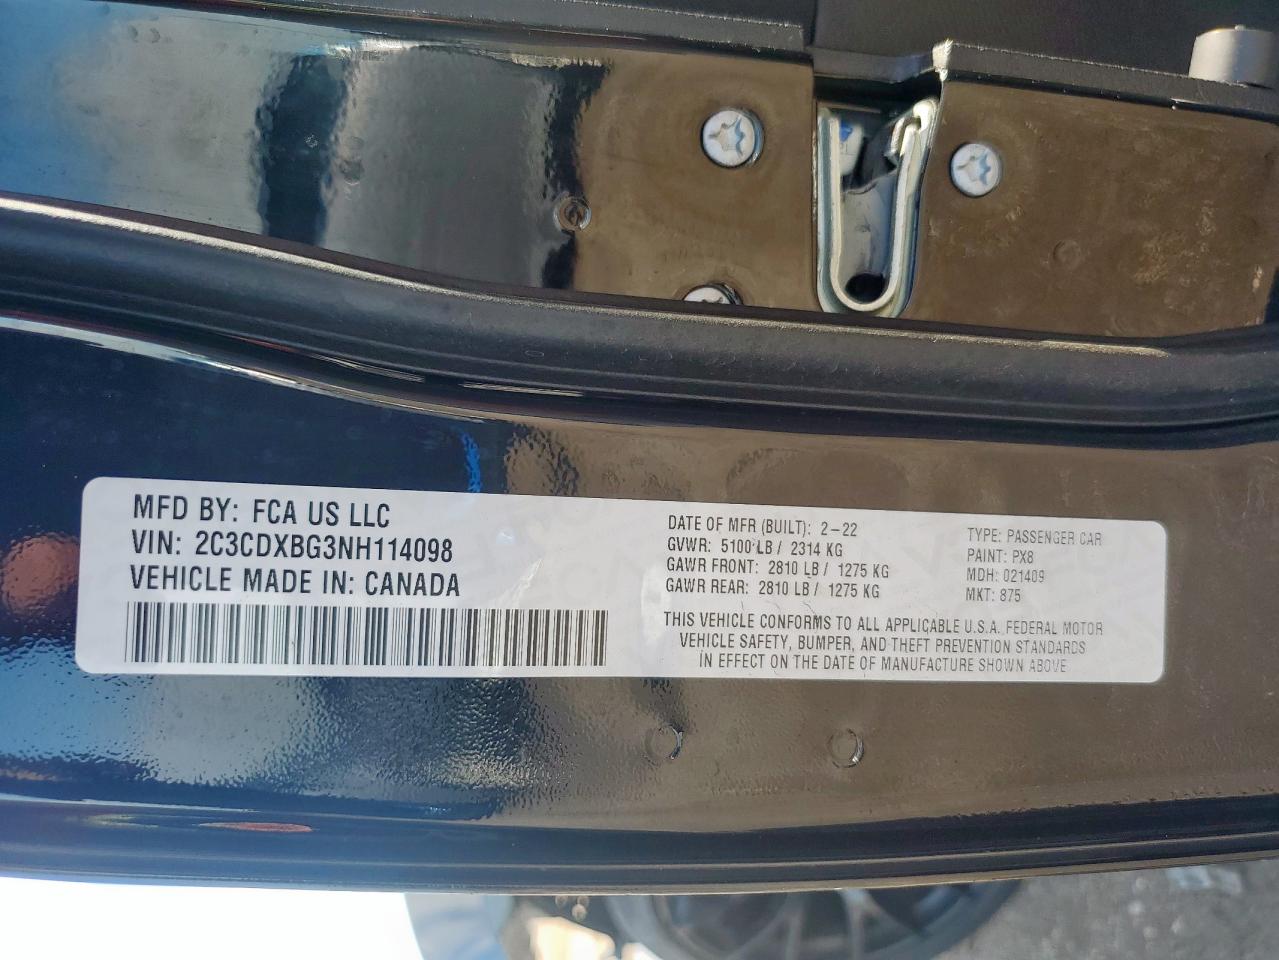 MFD BY: FCA US LLC
VIN: 2C3CDXBG3NH114098
VEHICLE MADE IN: CANADA
DATE OF MFR (BUILT): 2-22
GVWR: 5100 LB / 2314 KG
GAWR FRONT: 2810 LB / 1275 KG
GAWR REAR: 2810 LB / 1275 KG
TYPE: PASSENGER CAR
PAINT: PX8
MDH: 021409
MKT: 875
THIS VEHICLE CONFORMS TO ALL APPLICABLE U.S.A. FEDERAL MOTOR
VEHICLE SAFETY, BUMPER, AND THEFT PREVENTION STANDARDS
IN EFFECT ON THE DATE OF MANUFACTURE SHOWN ABOVE